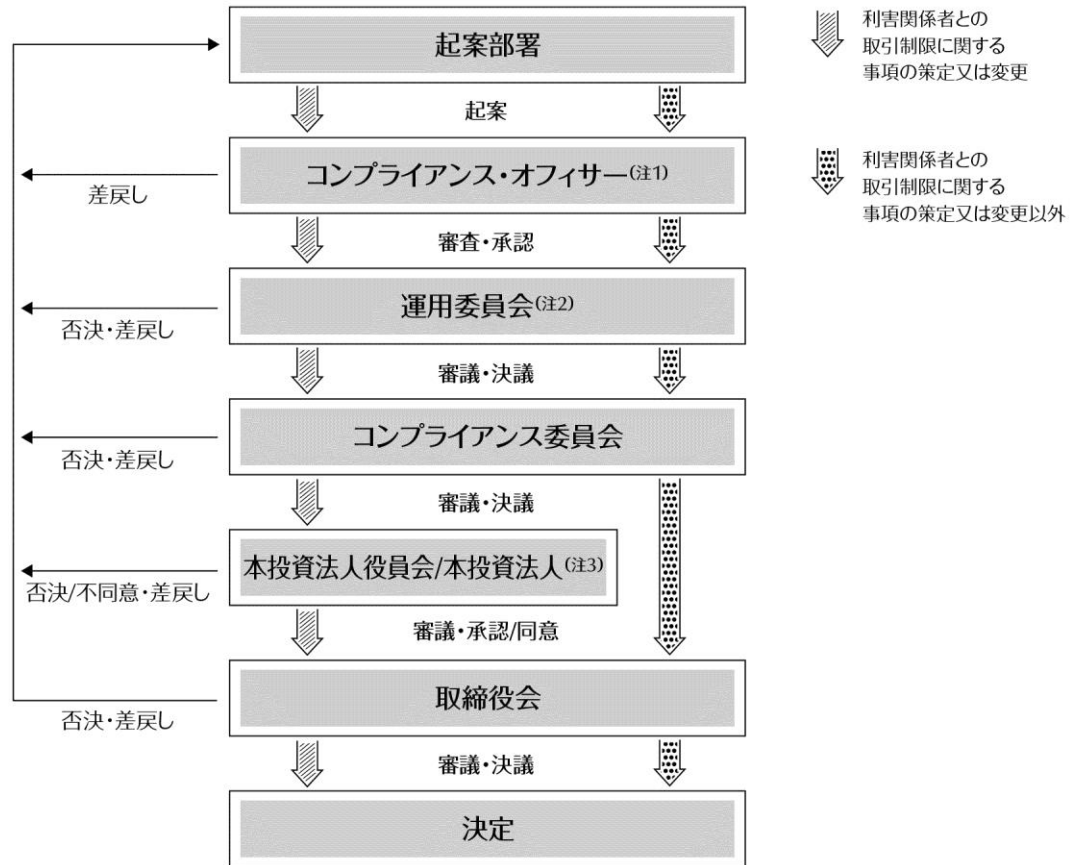 起案部署
起案
コンプライアンス・オフィサー(注1)
差戻し
審査・承認
運用委員会(注2)
否決・差戻し
審議・決議
コンプライアンス委員会
否決・差戻し
審議・決議
本投資法人役員会/本投資法人(注3)
否決/不同意・差戻し
審議・承認/同意
取締役会
否決・差戻し
審議・決議
決定
利害関係者との
取引制限に関する
事項の策定又は変更
利害関係者との
取引制限に関する
事項の策定又は変更以外